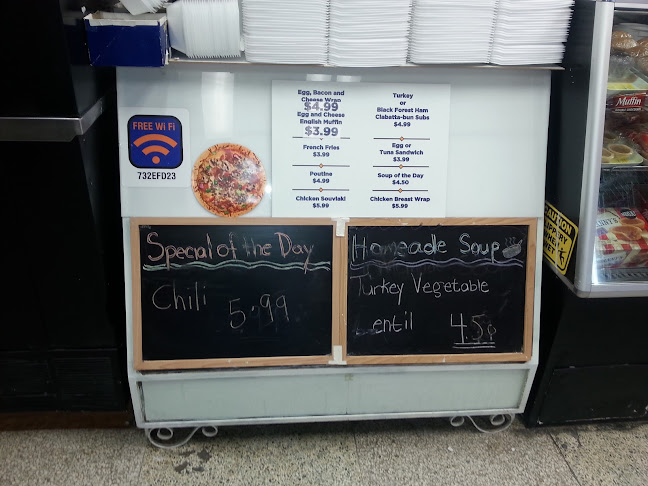 FREE Wi Fi
732EFD23
Egg, Bacon and
Cheese Wrap
$4.99
Egg and Cheese
English Muffin
$3.99
French Fries
$3.99
Poutine
$4.99
Chicken Souvlaki
$5.99
Turkey
or
Black Forest Ham
Ciabatta-bun Subs
$4.99
Egg or
Tuna Sandwich
$3.99
Soup of the Day
$4.50
Chicken Breast Wrap
$5.99
Special of the Day
Chili 5.99
Homeade Soup
Turkey Vegetable
entil 4.50
CAUTION
Muffin